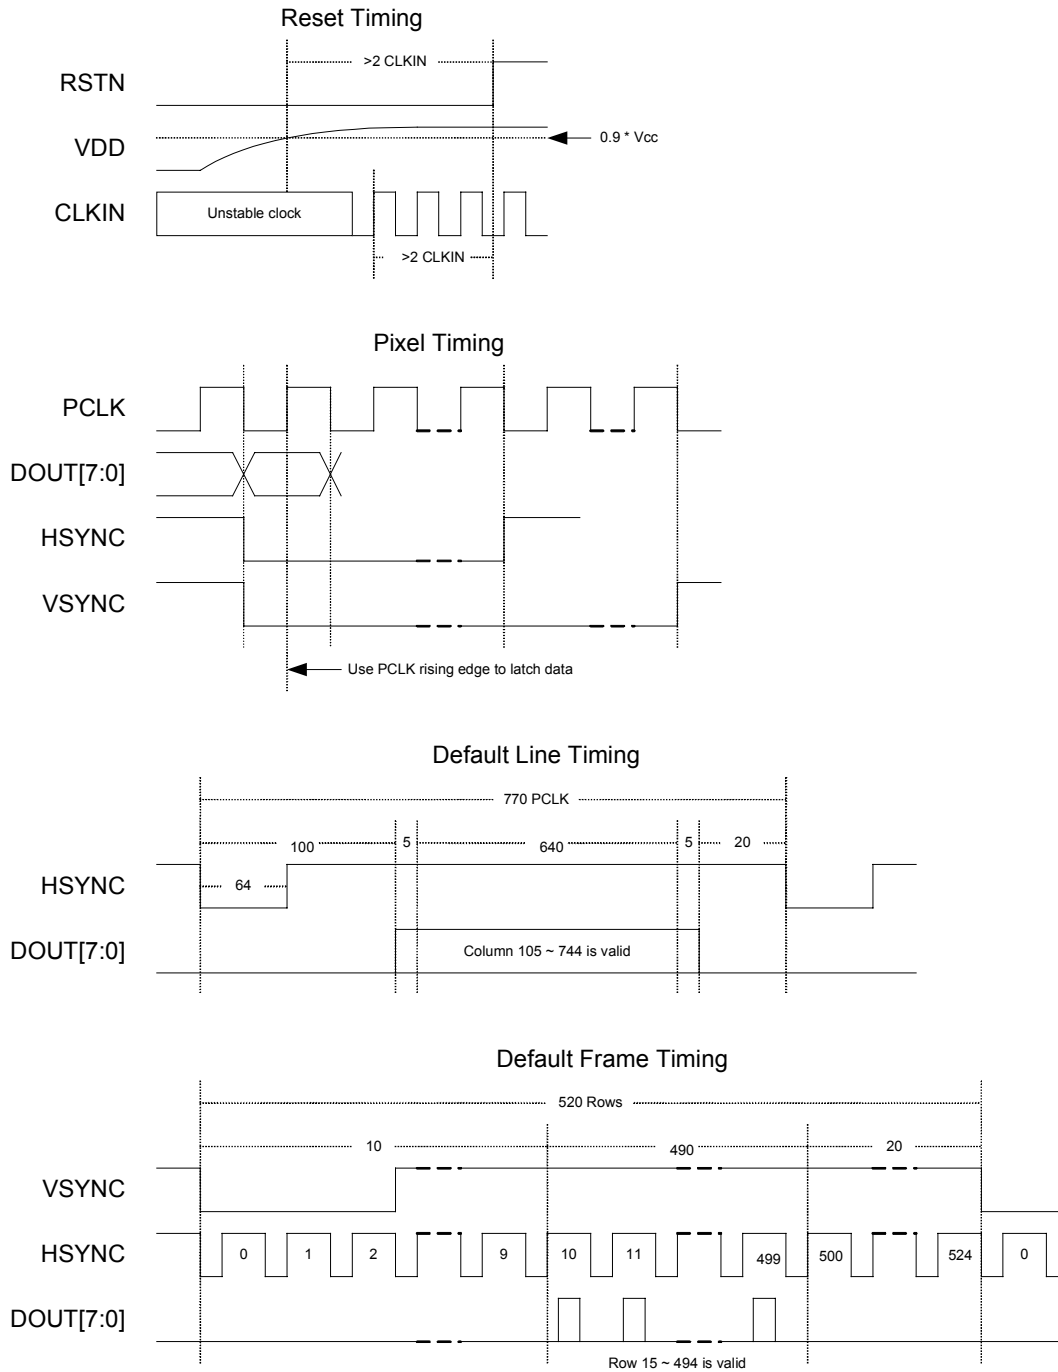 Reset Timing
>2 CLKIN
RSTN
VDD
0.9 * Vcc
CLKIN
Unstable clock
>2 CLKIN
Pixel Timing
PCLK
DOUT[7:0]
HSYNC
VSYNC
Use PCLK rising edge to latch data
Default Line Timing
770 PCLK
100 5 640 5 20
HSYNC
64
DOUT[7:0]
Column 105 ~ 744 is valid
Default Frame Timing
520 Rows
10 490 20
VSYNC
HSYNC 0 1 2 9 10 11 499 500 524 0
DOUT[7:0]
Row 15 ~ 494 is valid